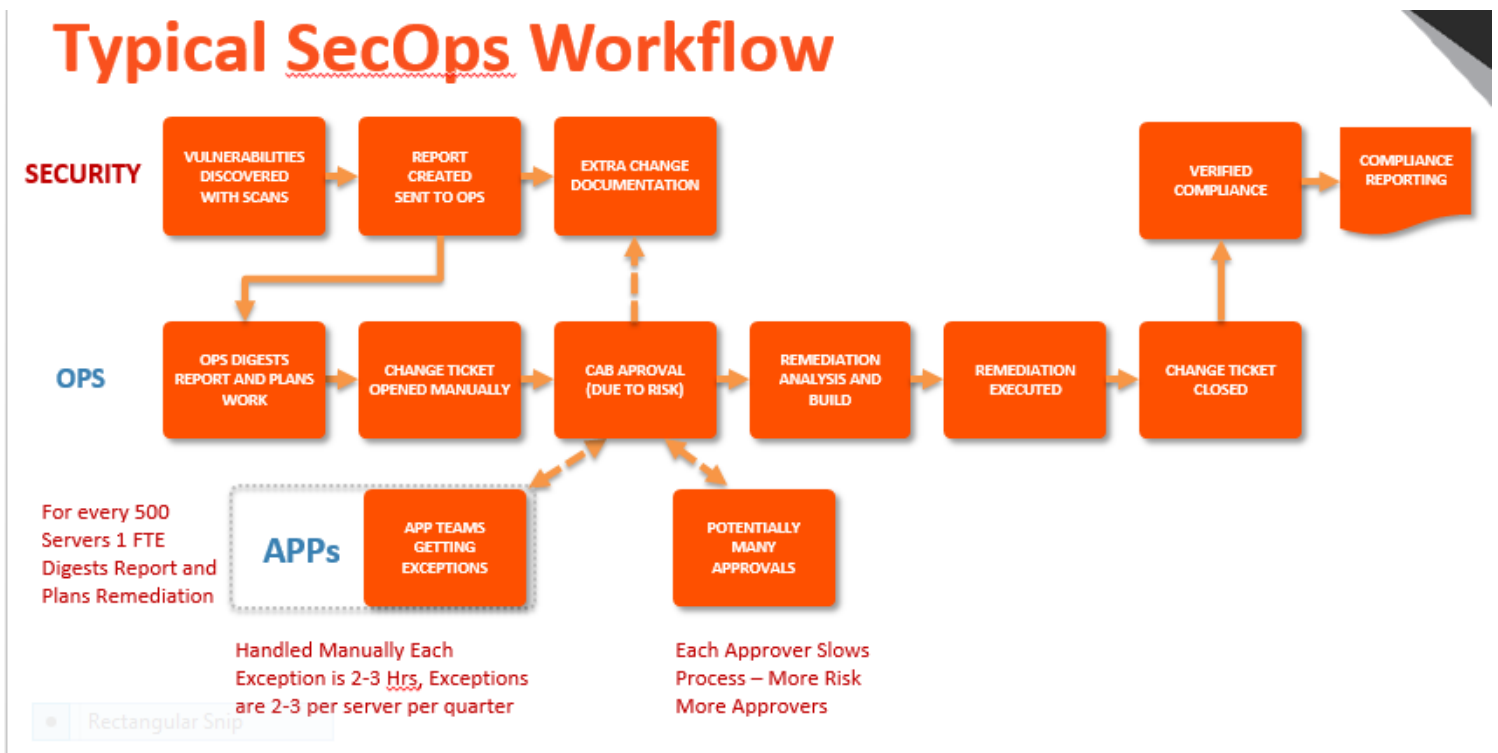 Typical SecOps Workflow
SECURITY
VULNERABILITIES
DISCOVERED
WITH SCANS
REPORT
CREATED
SENT TO OPS
EXTRA CHANGE
DOCUMENTATION
VERIFIED
COMPLIANCE
COMPLIANCE
REPORTING
OPS
OPS DIGESTS
REPORT AND PLANS
WORK
CHANGE TICKET
OPENED MANUALLY
CAB APROVAL
(DUE TO RISK)
REMEDIATION
ANALYSIS AND
BUILD
REMEDIATION
EXECUTED
CHANGE TICKET
CLOSED
For every 500
Servers 1 FTE
Digests Report and
Plans Remediation
APPs
APP TEAMS
GETTING
EXCEPTIONS
POTENTIALLY
MANY
APPROVALS
Handled Manually Each
Exception is 2-3 Hrs, Exceptions
are 2-3 per server per quarter
Each Approver Slows
Process – More Risk
More Approvers
Rectangular Snip